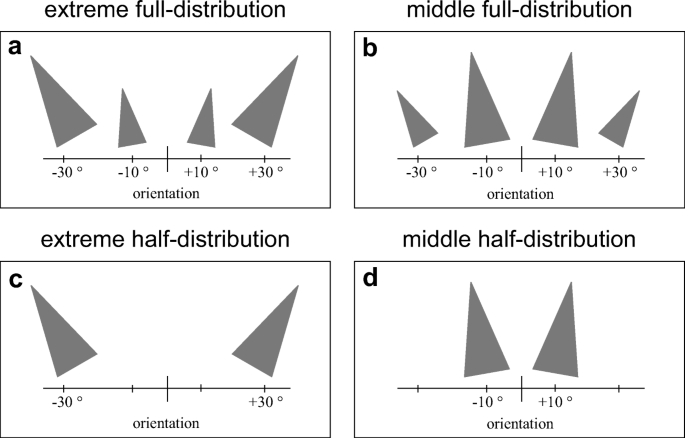 extreme full-distribution
middle full-distribution
a
-30 ° -10 ° +10 ° +30 °
orientation
b
-30 ° -10 ° +10 ° +30 °
orientation
extreme half-distribution
middle half-distribution
c
-30 ° +30 °
orientation
d
-10 ° +10 °
orientation